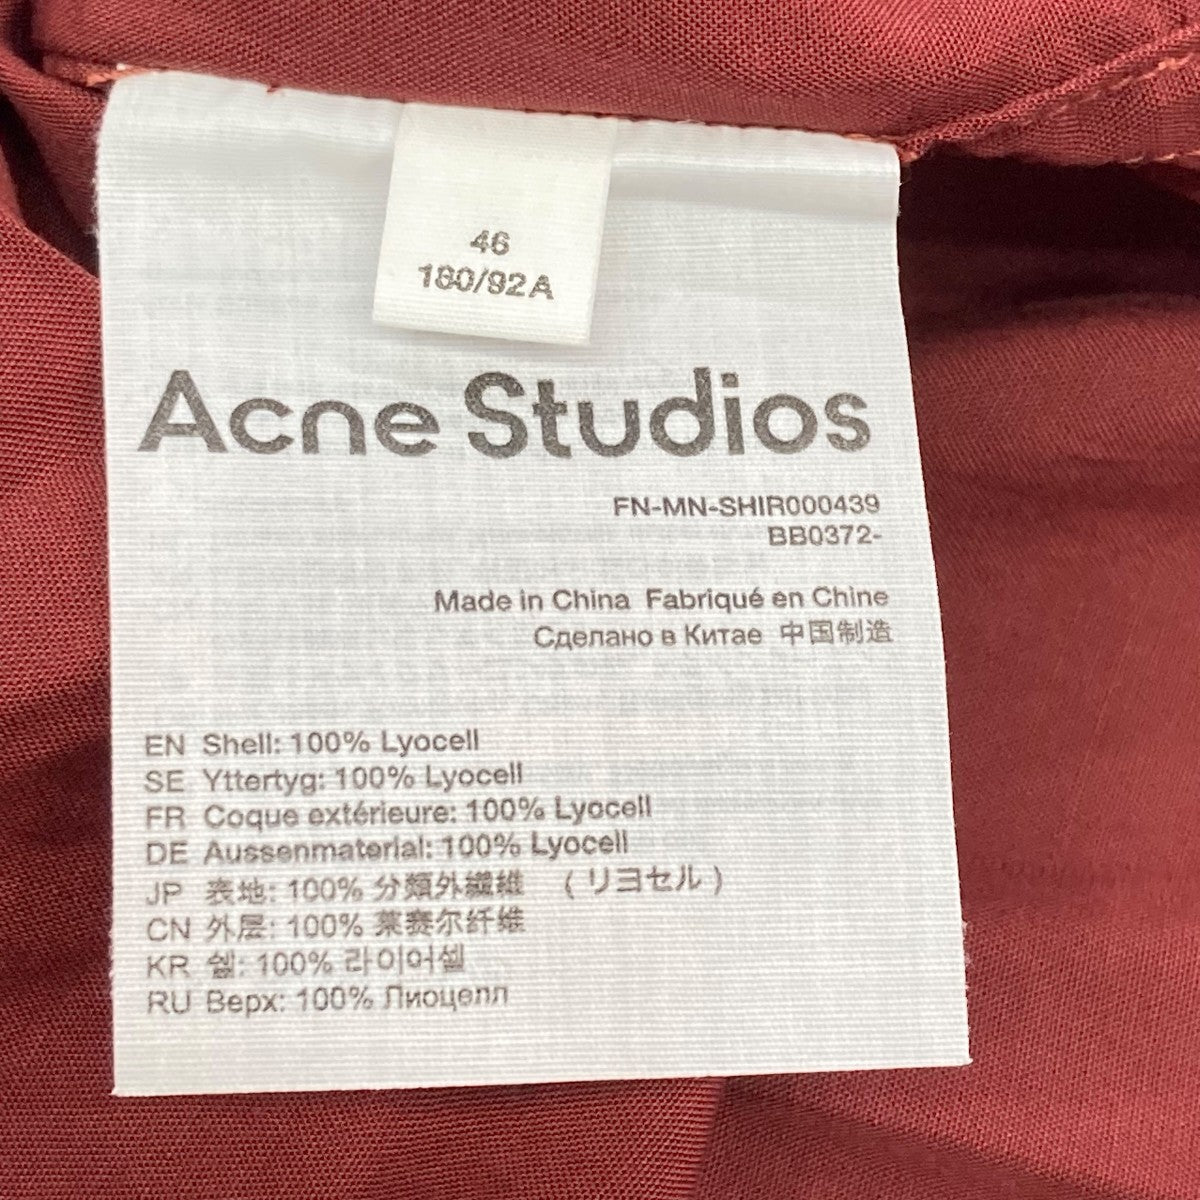 46
180/92A
Acne Studios
FN-MN-SHIR000439
BB0372-
Made in China Fabriqué en Chine
Сделано в Китае 中国制造
EN Shell: 100% Lyocell
SE Yttertyg: 100% Lyocell
FR Coque extérieure: 100% Lyocell
DE Aussenmaterial: 100% Lyocell
JP 表地: 100% 分類外繊維 (リヨセル)
CN 外层: 100% 莱赛尔纤维
KR 쉘: 100% 라이어셀
RU Верх: 100% Лиоцелл